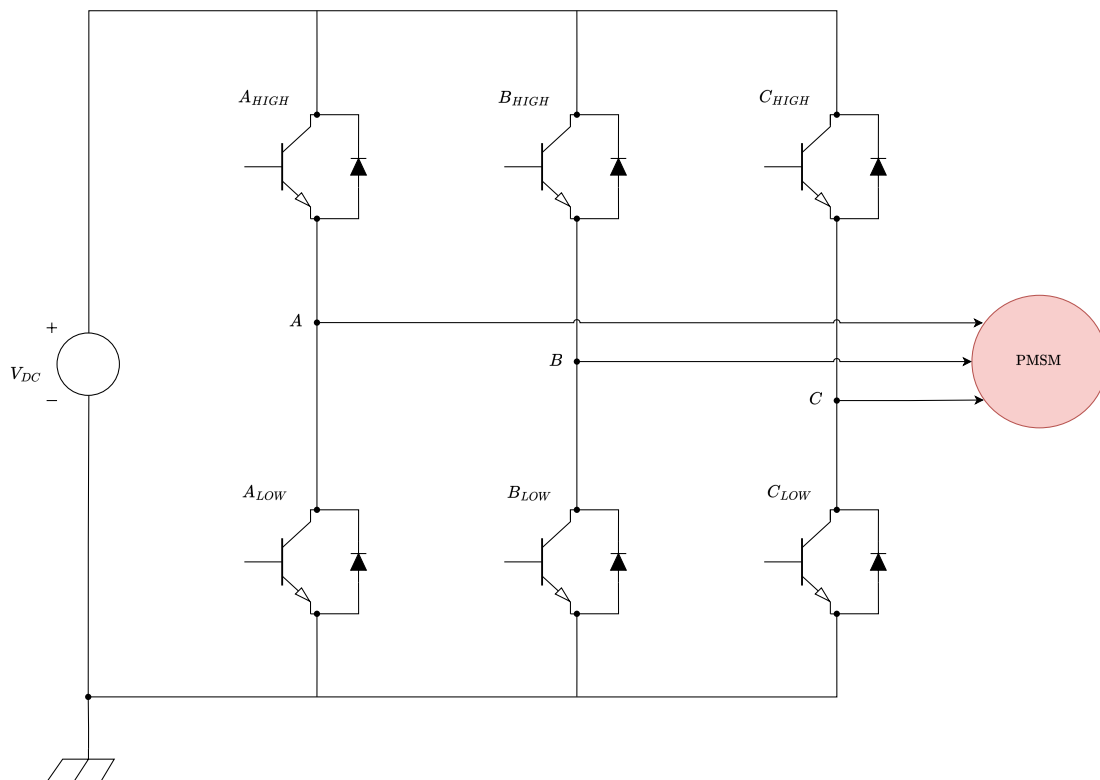 A_HIGH
B_HIGH
C_HIGH
+
A
V_DC
B
PMSM
−
C
A_LOW
B_LOW
C_LOW